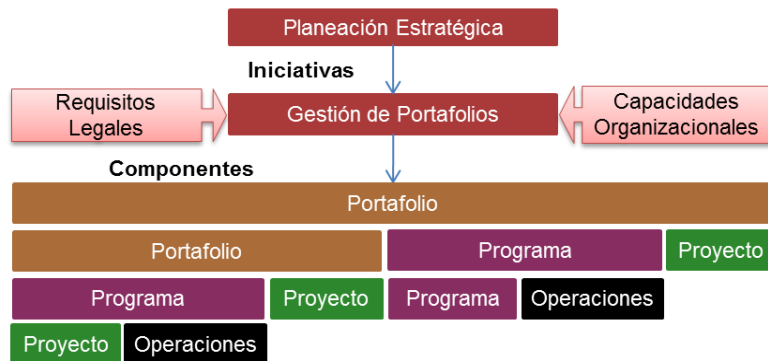 Planeación Estratégica
Iniciativas
Requisitos
Legales
Gestión de Portafolios
Capacidades
Organizacionales
Componentes
Portafolio
Portafolio
Programa
Proyecto
Programa
Proyecto
Programa
Operaciones
Proyecto
Operaciones